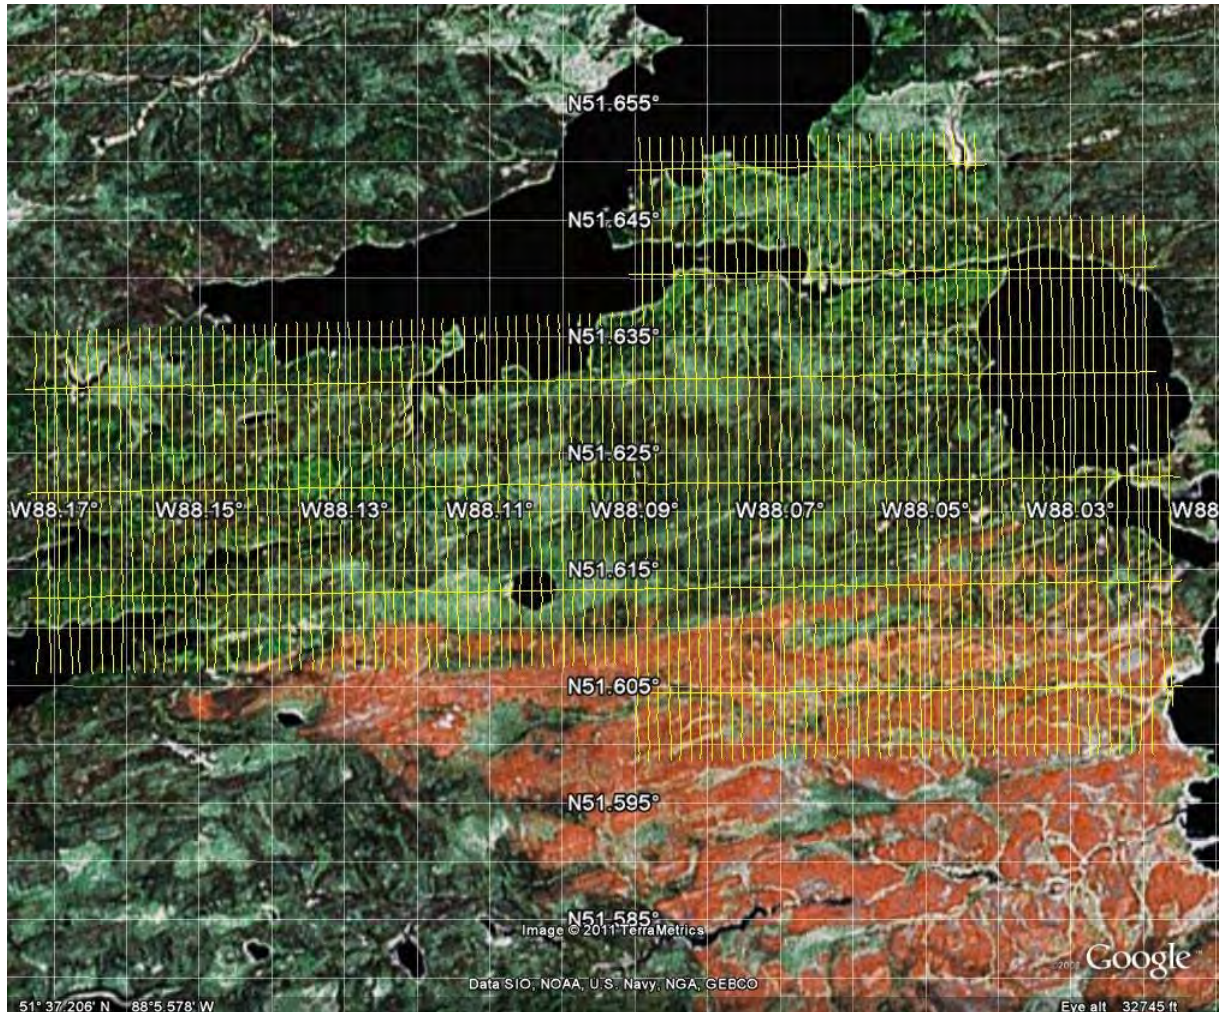 N51.655°
N51.645°
N51.635°
N51.625°
W88.17° W88.15° W88.13° W88.11° W88.09° W88.07° W88.05° W88.03° W88
N51.615°
N51.605°
N51.595°
N51.585°
Image © 2011 TerraMetrics
Google
Data SIO, NOAA, U.S. Navy, NGA, GEBCO
51° 37.206' N 88° 5.578' W Eye alt 32745 ft